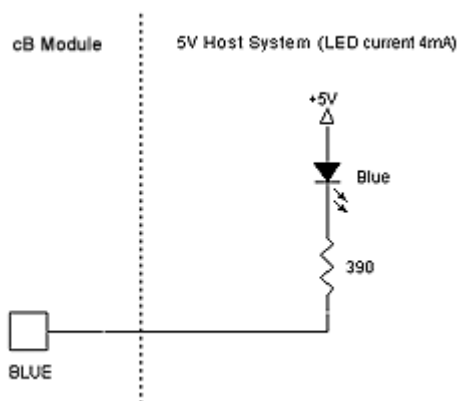 cB Module
5V Host System (LED current 4mA)
+5V
Blue
390
BLUE